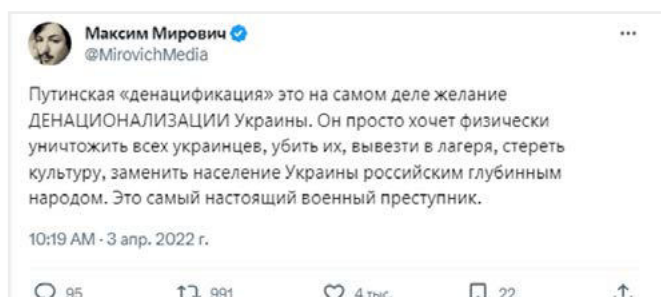 Максим Мирович
@MirovichMedia
Путинская «денацификация» это на самом деле желание
ДЕНАЦИОНАЛИЗАЦИИ Украины. Он просто хочет физически
уничтожить всех украинцев, убить их, вывезти в лагеря, стереть
культуру, заменить население Украины российским глубинным
народом. Это самый настоящий военный преступник.
10:19 AM · 3 апр. 2022 г.
95 991 4 тыс. 22